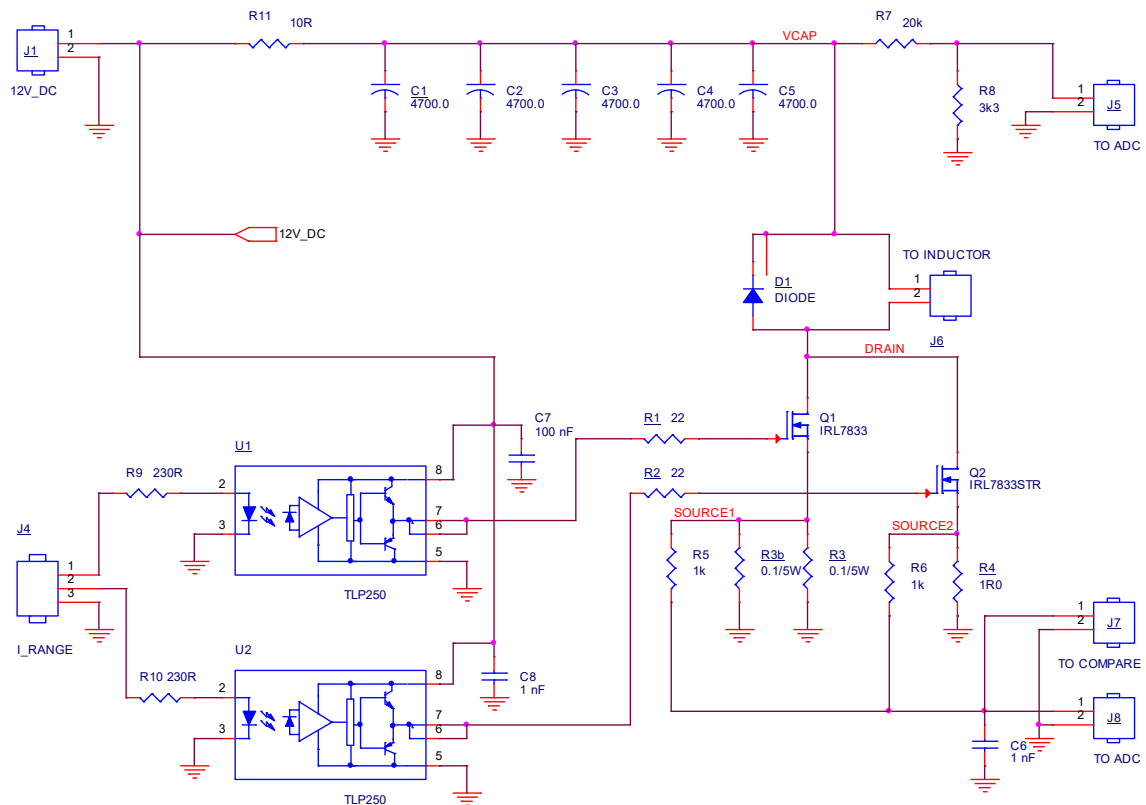 R11
10R
R7
20k
VCAP
1
2
J1
12V_DC
C1
4700.0
C2
4700.0
C3
4700.0
C4
4700.0
C5
4700.0
R8
3k3
1
2
J5
TO ADC
12V_DC
TO INDUCTOR
D1
DIODE
1
2
J6
DRAIN
C7
100 nF
R1 22
Q1
IRL7833
U1
8
R9 230R
2
R2 22
Q2
IRL7833STR
7
6
3
5
SOURCE1
SOURCE2
J4
1
2
3
R5
1k
R3b
0.1/5W
R3
0.1/5W
R6
1k
R4
1R0
TLP250
1
2
J7
TO COMPARE
I_RANGE
U2
8
C8
1 nF
R10 230R
2
7
6
3
5
1
2
J8
TO ADC
C6
1 nF
TLP250